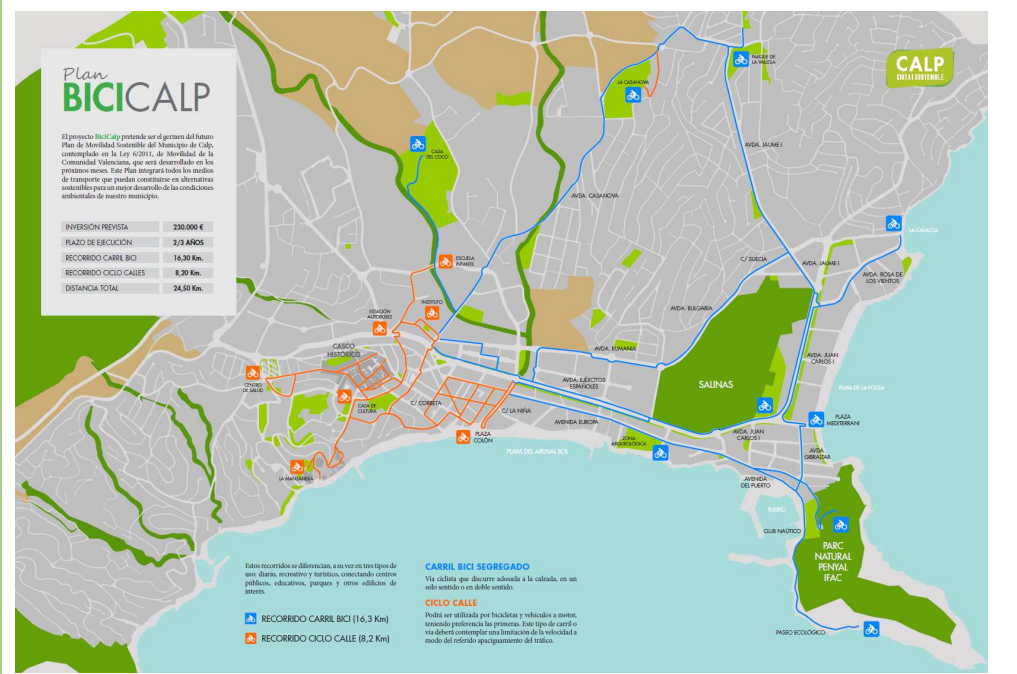 Plan
BICICALP
El proyecto BiciCalp pretende ser el germen del futuro
Plan de Movilidad Sostenible del Municipio de Calp,
contemplado en la Ley 6/2011, de Movilidad de la
Comunidad Valenciana, que será desarrollado en los
próximos meses. Este Plan integrará todos los medios
de transporte que puedan constituirse en alternativas
sostenibles para un mejor desarrollo de las condiciones
ambientales de nuestro municipio.
INVERSIÓN PREVISTA 230.000 €
PLAZO DE EJECUCIÓN 2/3 AÑOS
RECORRIDO CARRIL BICI 16,30 Km.
RECORRIDO CICLO CALLES 8,20 Km.
DISTANCIA TOTAL 24,50 Km.
CALP
CIUTAT SOSTENIBLE
PARQUE DE
LA VALLESA
LA CASANOVA
CASA
DEL COCO
AVDA. JAUME I
AVDA. CASANOVA
LA CALALGA
ESCUELA
INFANTIL
C/ SUECIA
AVDA. JAUME I
AVDA. ROSA DE
LOS VIENTOS
INSTITUTO
ESTACIÓN
AUTOBUSES
AVDA. BULGARIA
CASCO
HISTÓRICO
AVDA. RUMANIA
AVDA. JUAN
CARLOS I
CENTRO
DE SALUD
AVDA. EJÉRCITOS
ESPAÑOLES
SALINAS
PLAYA DE LA FOSSA
CASA DE
CULTURA
C/ CORBETA
C/ LA NIÑA
AVENIDA EUROPA
PLAZA
MEDITERRANI
PLAZA
COLÓN
ZONA
ARQUEOLÓGICA
AVDA. JUAN
CARLOS I
PLAYA DEL ARENAL BOL
AVDA.
GIBRALTAR
LA MANZANERA
AVENIDA
DEL PUERTO
PUERTO
CLUB NAÚTICO
PARC
NATURAL
PENYAL
IFAC
PASEO ECOLÓGICO
Estos recorridos se diferencian, a su vez en tres tipos de
uso: diario, recreativo y turístico, conectando centros
públicos, educativos, parques y otros edificios de
interés.
RECORRIDO CARRIL BICI (16,3 Km)
RECORRIDO CICLO CALLE (8,2 Km)
CARRIL BICI SEGREGADO
Vía ciclista que discurre adosada a la calzada, en un
solo sentido o en doble sentido.
CICLO CALLE
Podrá ser utilizada por bicicletas y vehículos a motor,
teniendo preferencia las primeras. Este tipo de carril o
vía deberá contemplar una limitación de la velocidad a
modo del referido apaciguamiento del tráfico.